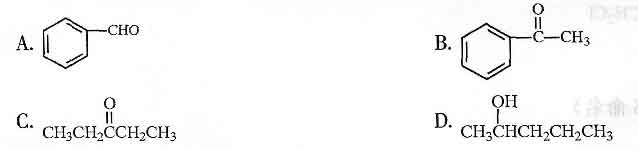 A. CHO
B. O
C—CH₃
C. O
CH₃CH₂CCH₂CH₃
D. OH
CH₃CHCH₂CH₂CH₃